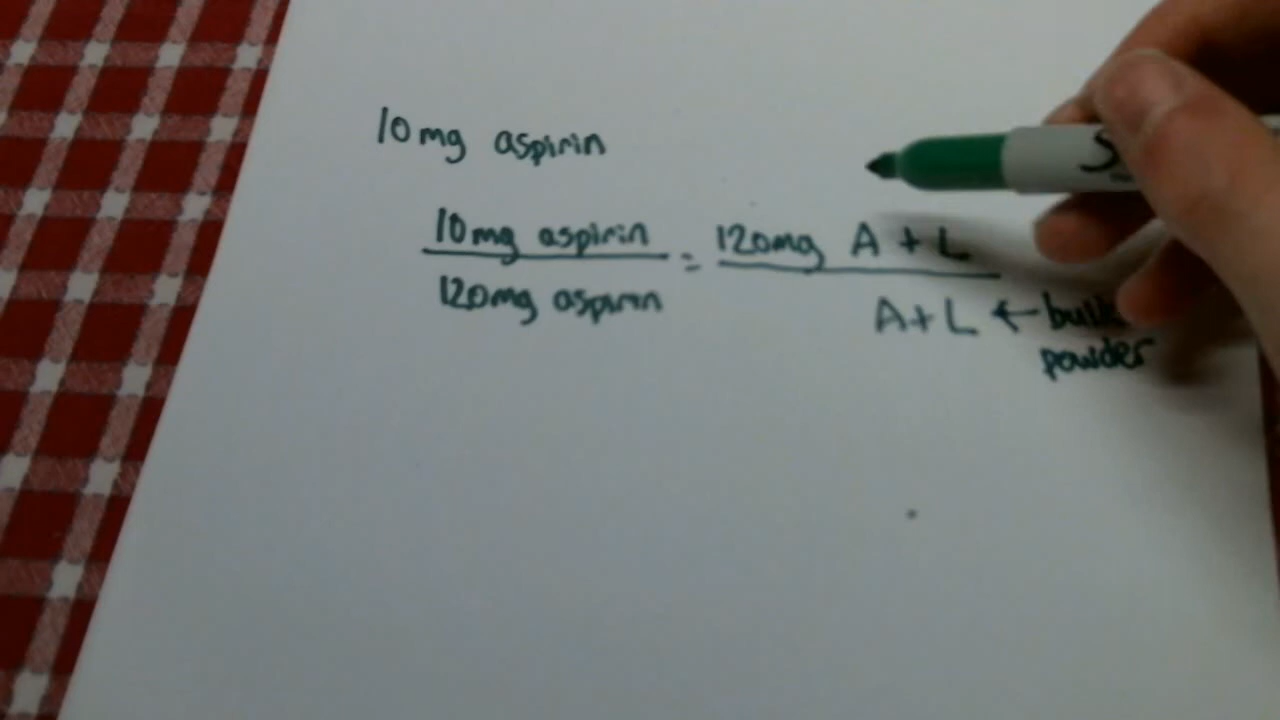 10mg aspirin
10mg aspirin = 120mg A + L
120mg aspirin A + L ← bulk
powder